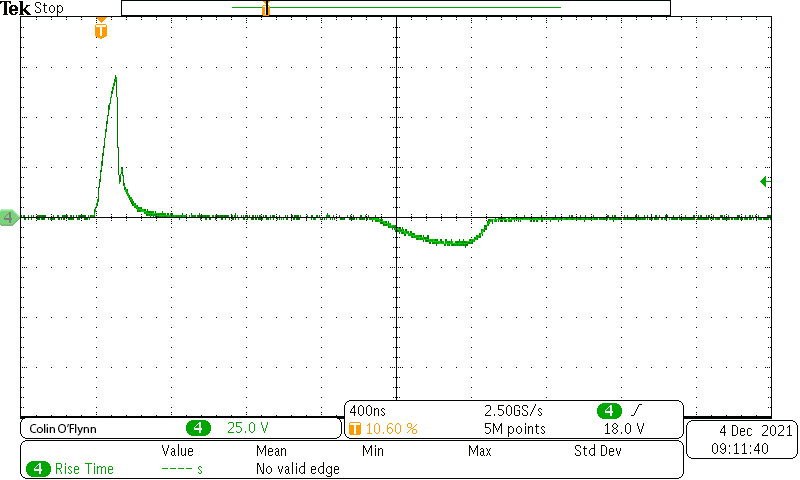 Tek Stop
T
T
4
400ns 2.50GS/s 4
Colin O'Flynn 4 25.0 V T 10.60 % 5M points 18.0 V
4 Dec 2021
09:11:40
Value Mean Min Max Std Dev
4 Rise Time ---- s No valid edge